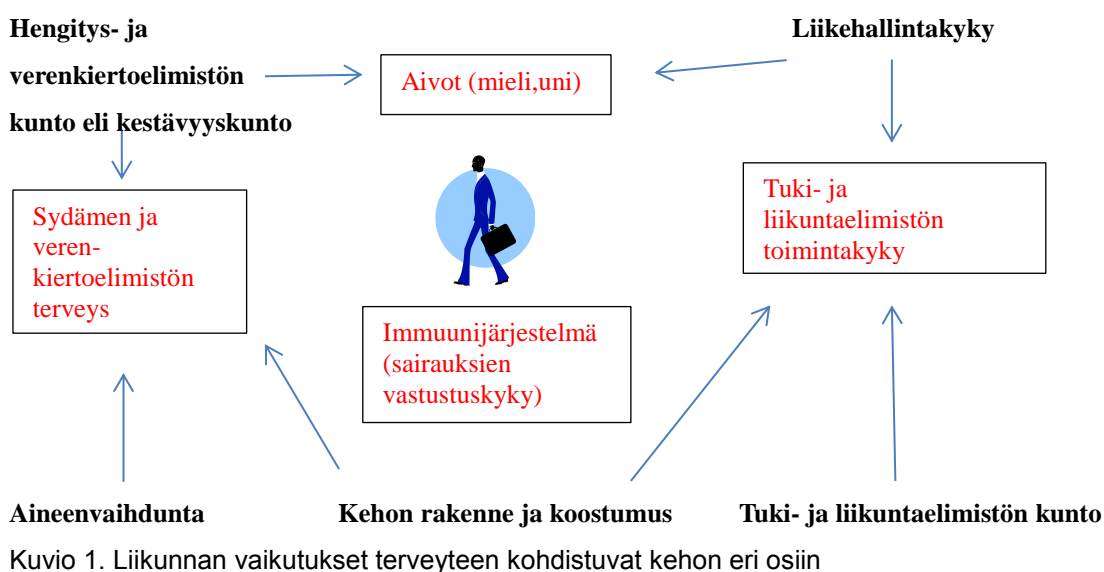 Hengitys- ja
verenkiertoelimistön
kunto eli kestävyyskunto
Aivot (mieli,uni)
Liikehallintakyky
Sydämen ja
veren-
kiertoelimistön
terveys
Tuki- ja
liikuntaelimistön
toimintakyky
Immuunijärjestelmä
(sairauksien
vastustuskyky)
Aineenvaihdunta
Kehon rakenne ja koostumus
Tuki- ja liikuntaelimistön kunto
Kuvio 1. Liikunnan vaikutukset terveyteen kohdistuvat kehon eri osiin